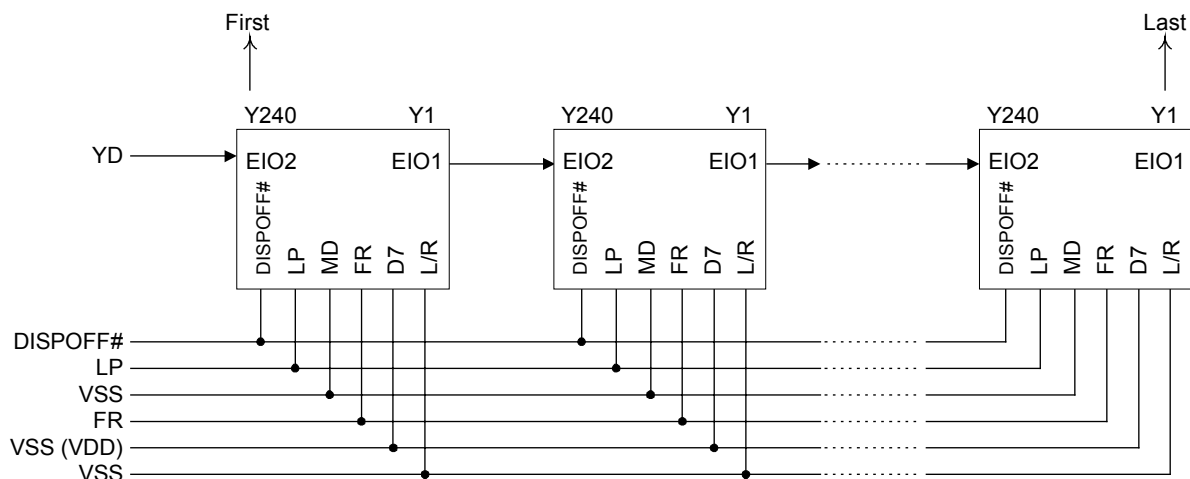 First Last
Y240 Y1 Y240 Y1 Y240 Y1
YD EIO2 EIO1 EIO2 EIO1 EIO2 EIO1
DISPOFF# LP MD FR D7 L/R DISPOFF# LP MD FR D7 L/R DISPOFF# LP MD FR D7 L/R
DISPOFF#
LP
VSS
FR
VSS (VDD)
VSS